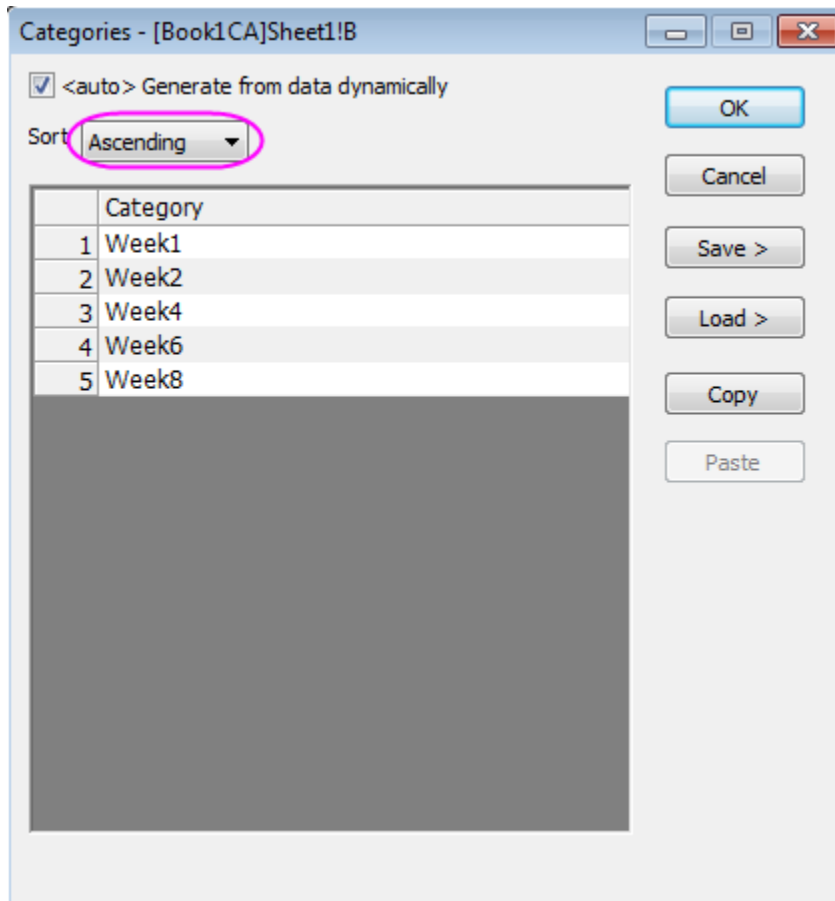 Categories - [Book1CA]Sheet1!B
<auto> Generate from data dynamically
Sort Ascending
Category
1 Week1
2 Week2
3 Week4
4 Week6
5 Week8
OK
Cancel
Save >
Load >
Copy
Paste